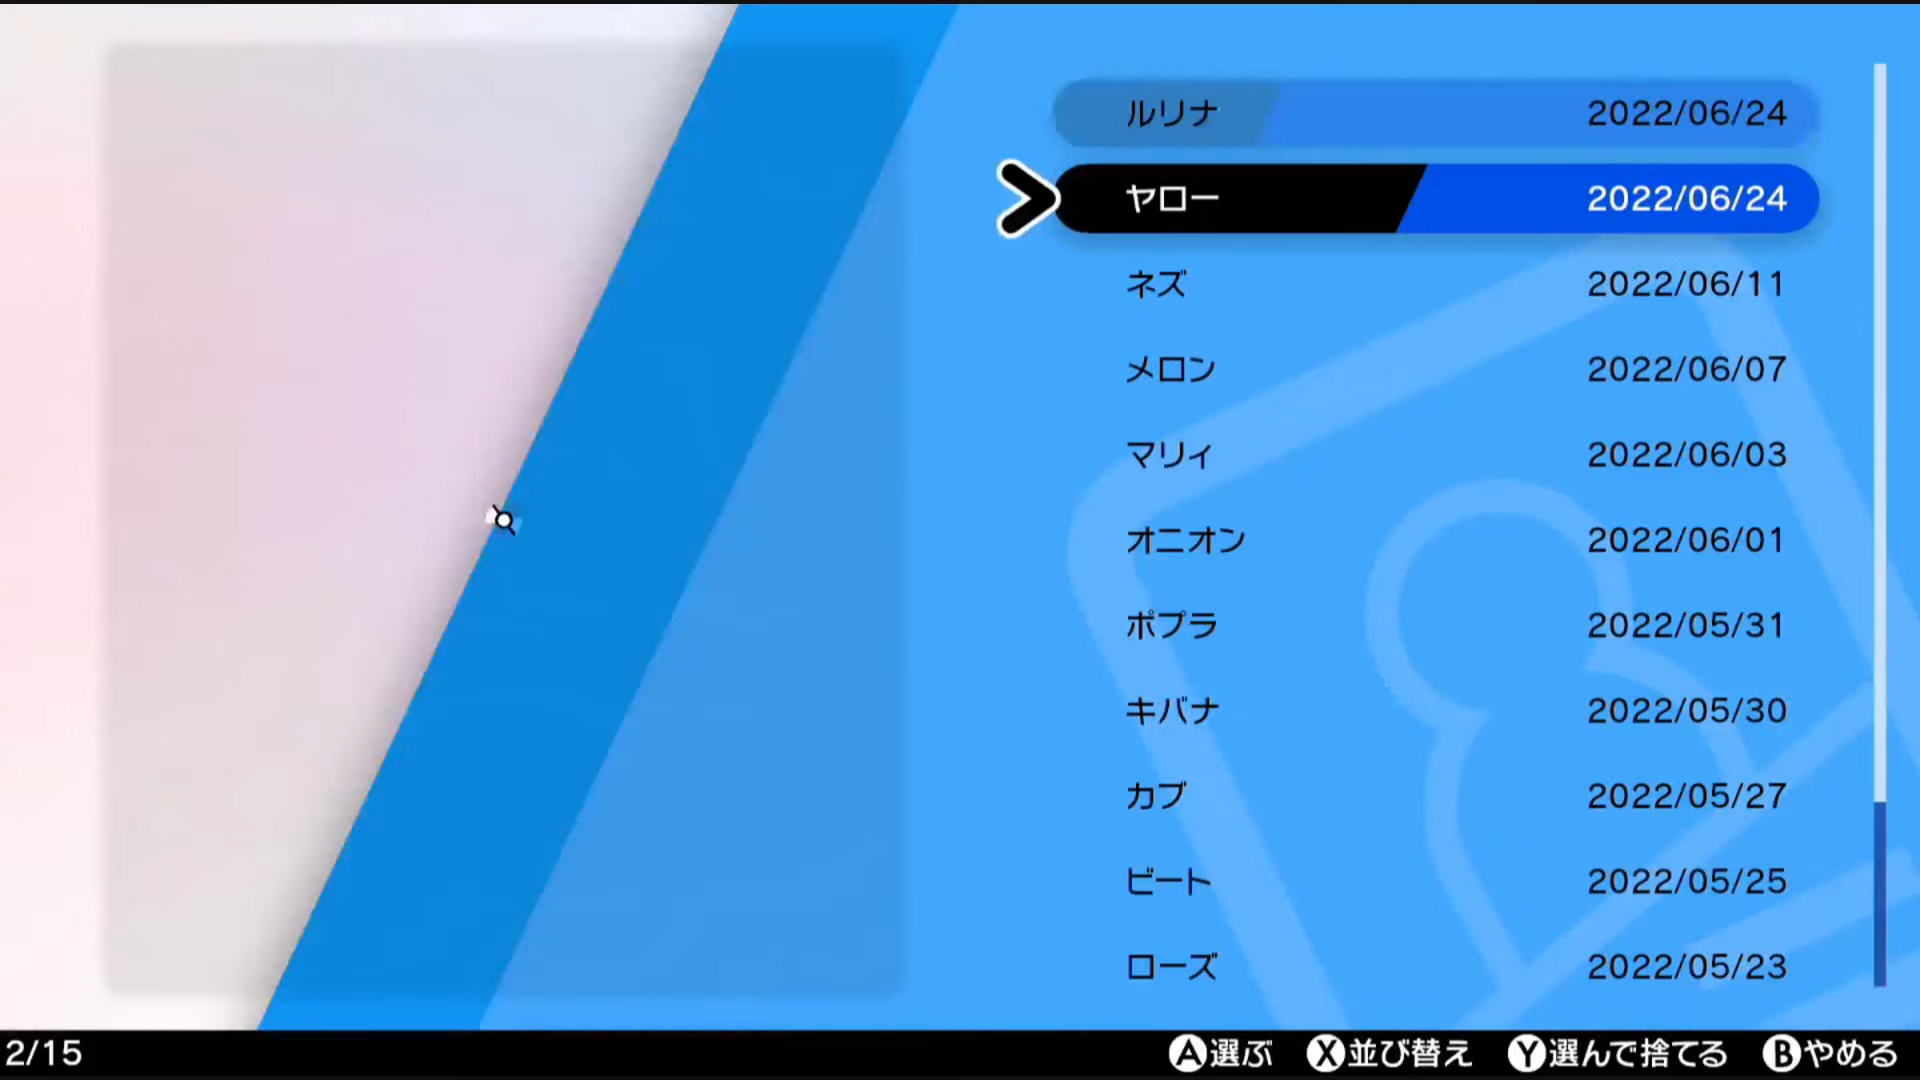 ルリナ 2022/06/24
ヤロー 2022/06/24
ネズ 2022/06/11
メロン 2022/06/07
マリィ 2022/06/03
オニオン 2022/06/01
ポプラ 2022/05/31
キバナ 2022/05/30
カブ 2022/05/27
ビート 2022/05/25
ローズ 2022/05/23
2/15 Ⓐ選ぶ Ⓧ並び替え Ⓨ選んで捨てる Ⓑやめる